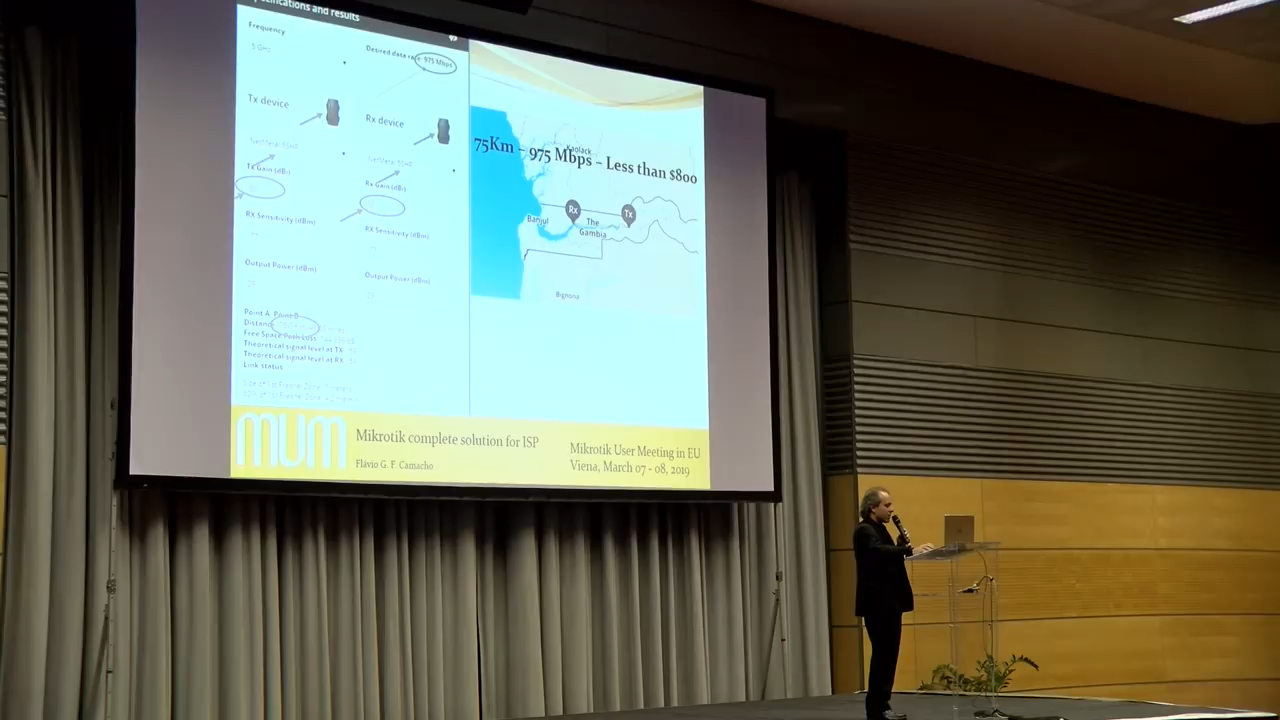 and results
Frequency
5 GHz
Desired data rate: 975 Mbps
Tx device
Rx device
Tx Gain (dBi)
Rx Gain (dBi)
RX Sensitivity (dBm)
RX Sensitivity (dBm)
Output Power (dBm)
Output Power (dBm)
Point A Point B
Distance
Free Space
Theoretical signal level at TX
Theoretical signal level at RX
Link status
75Km – 975 Mbps – Less than $800
Kaolack
Rx
Tx
Banjul
The
Gambia
Bignona
mum
Mikrotik complete solution for ISP
Flávio G. F. Camacho
Mikrotik User Meeting in EU
Viena, March 07 - 08, 2019